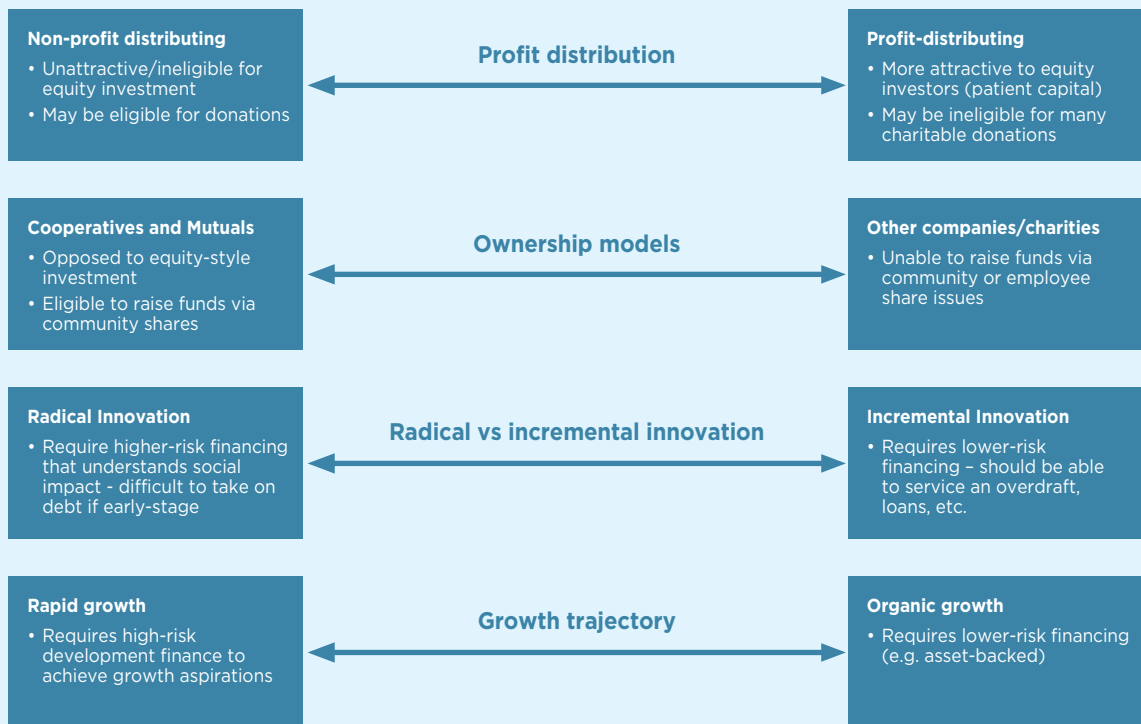 Non-profit distributing
• Unattractive/ineligible for
equity investment
• May be eligible for donations
Profit distribution
Profit-distributing
• More attractive to equity
investors (patient capital)
• May be ineligible for many
charitable donations
Cooperatives and Mutuals
• Opposed to equity-style
investment
• Eligible to raise funds via
community shares
Ownership models
Other companies/charities
• Unable to raise funds via
community or employee
share issues
Radical Innovation
• Require higher-risk financing
that understands social
impact - difficult to take on
debt if early-stage
Radical vs incremental innovation
Incremental Innovation
• Requires lower-risk
financing – should be able
to service an overdraft,
loans, etc.
Rapid growth
• Requires high-risk
development finance to
achieve growth aspirations
Growth trajectory
Organic growth
• Requires lower-risk financing
(e.g. asset-backed)